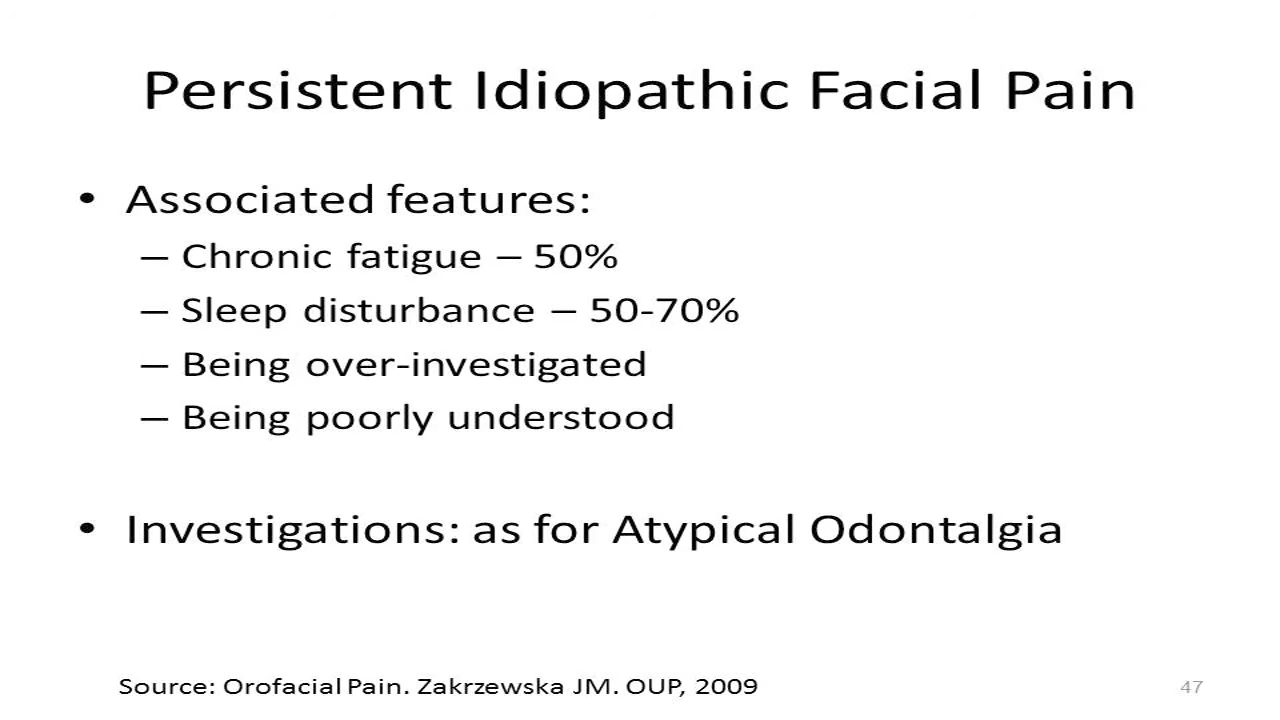 Persistent Idiopathic Facial Pain
• Associated features:
– Chronic fatigue – 50%
– Sleep disturbance – 50-70%
– Being over-investigated
– Being poorly understood
• Investigations: as for Atypical Odontalgia
Source: Orofacial Pain. Zakrzewska JM. OUP, 2009
47